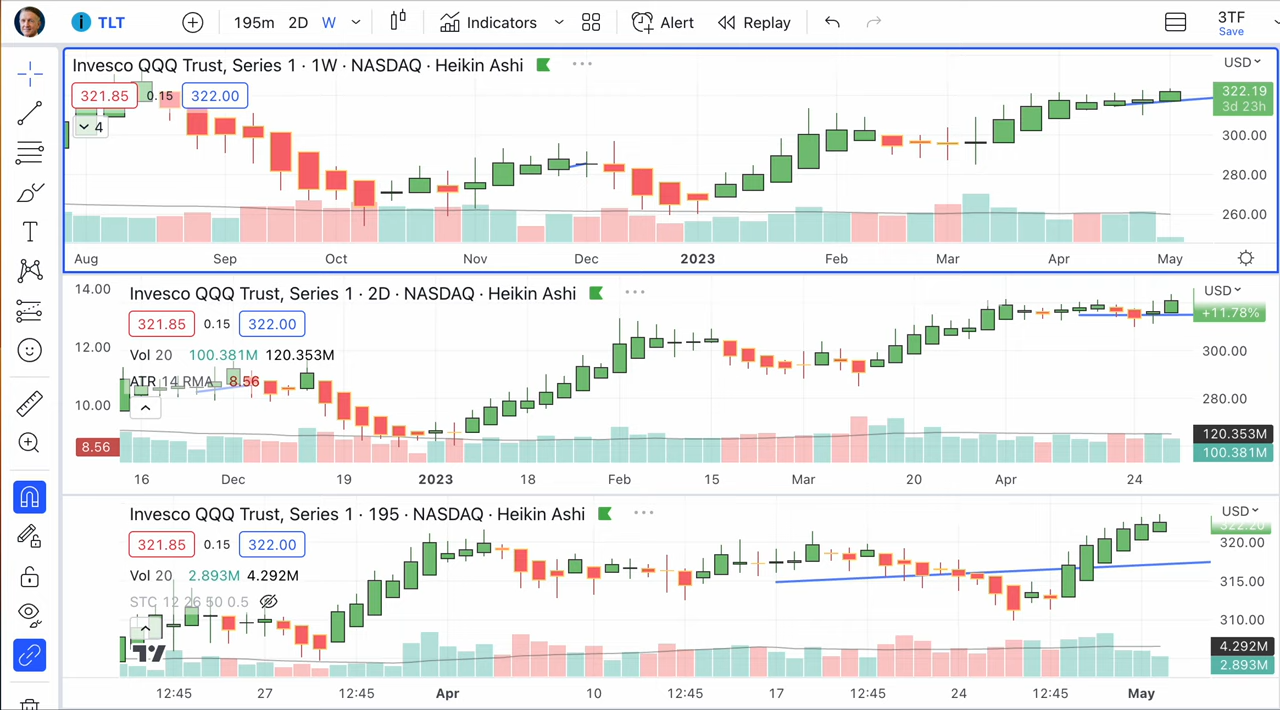 TLT 195m 2D W Indicators Alert Replay 3TF
Save
Invesco QQQ Trust, Series 1 · 1W · NASDAQ · Heikin Ashi USD
321.85 0.15 322.00 322.19
3d 23h
4
300.00
280.00
260.00
Aug Sep Oct Nov Dec 2023 Feb Mar Apr May
14.00 Invesco QQQ Trust, Series 1 · 2D · NASDAQ · Heikin Ashi USD
321.85 0.15 322.00 +11.78%
12.00 Vol 20 100.381M 120.353M 300.00
ATR 14 RMA 8.56
10.00 280.00
8.56 120.353M
100.381M
16 Dec 19 2023 18 Feb 15 Mar 20 Apr 24
Invesco QQQ Trust, Series 1 · 195 · NASDAQ · Heikin Ashi USD
322.20
321.85 0.15 322.00 320.00
Vol 20 2.893M 4.292M 315.00
STC 12 26 50 0.5
310.00
4.292M
2.893M
12:45 27 12:45 Apr 10 12:45 17 12:45 24 12:45 May